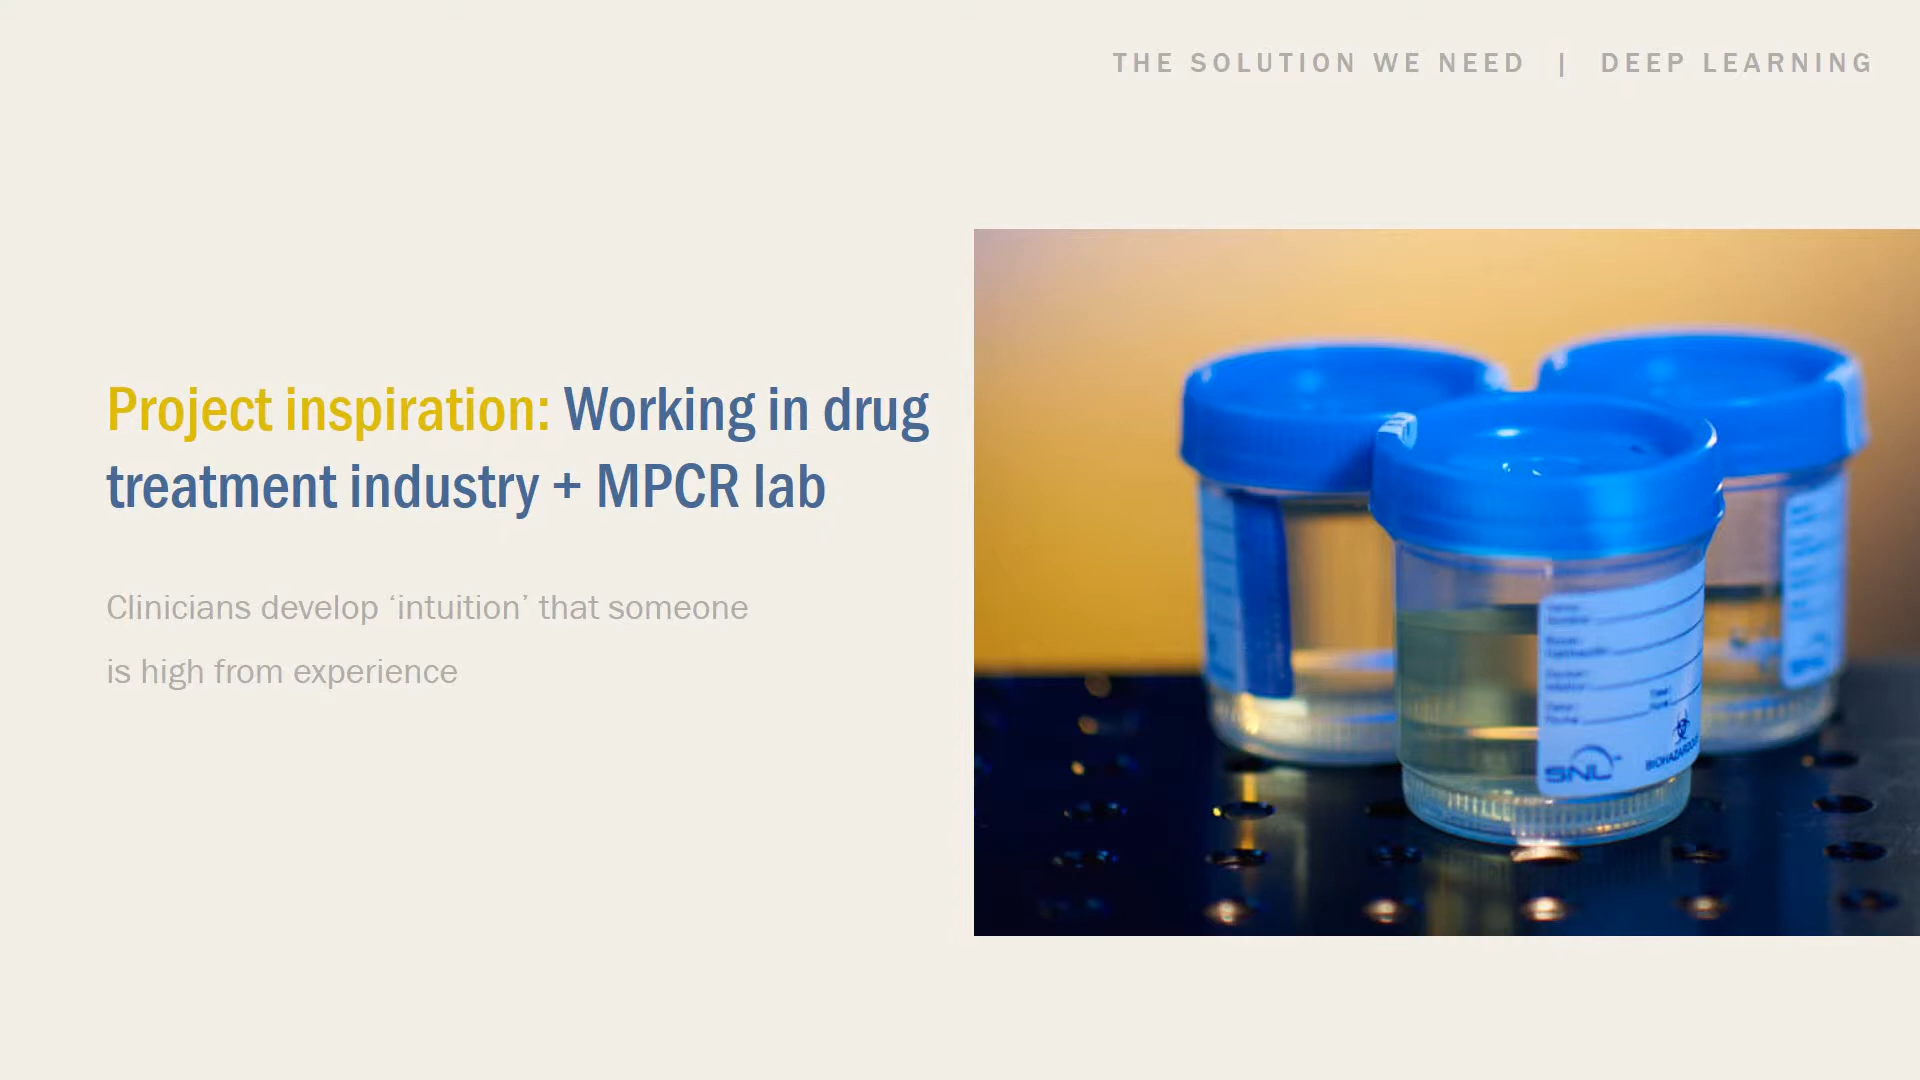 THE SOLUTION WE NEED | DEEP LEARNING
Project inspiration: Working in drug
treatment industry + MPCR lab
Clinicians develop ‘intuition’ that someone
is high from experience
SNL
BIOHAZARDOUS